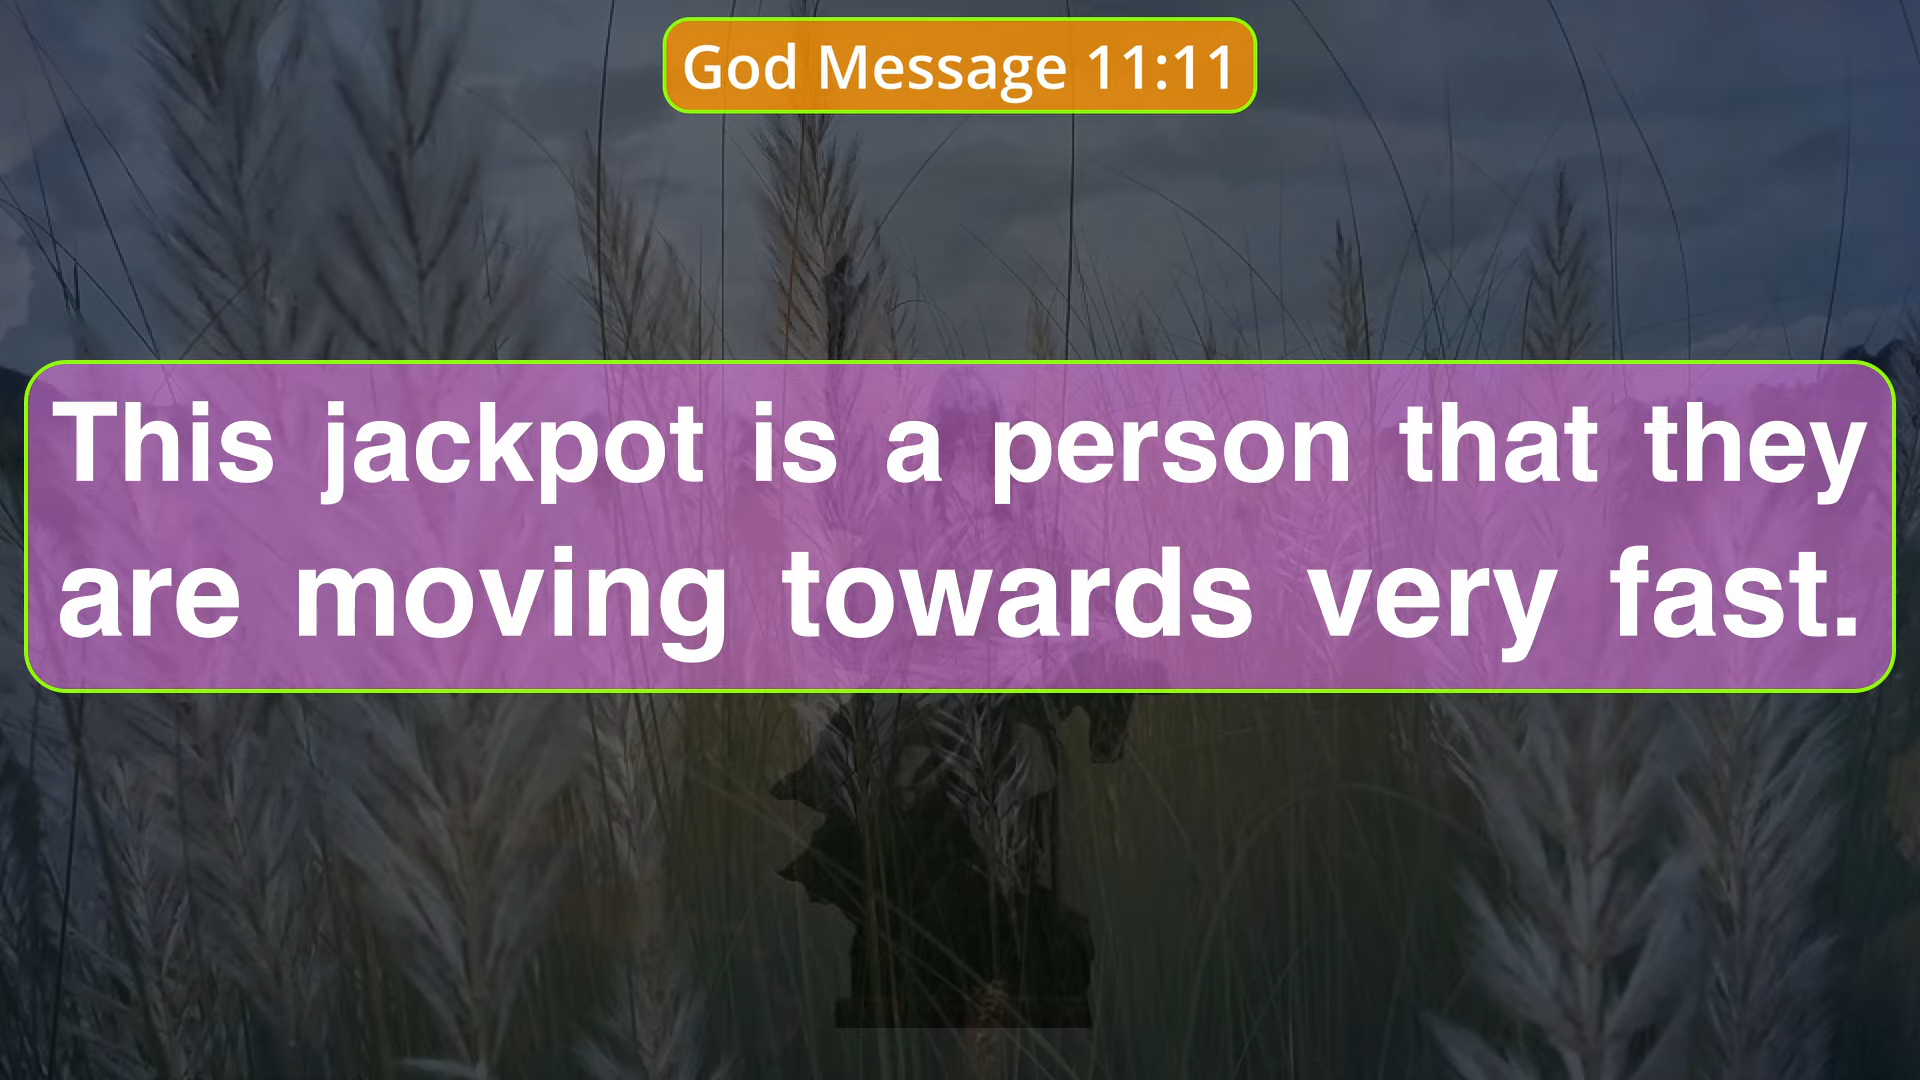 God Message 11:11
This jackpot is a person that they
are moving towards very fast.